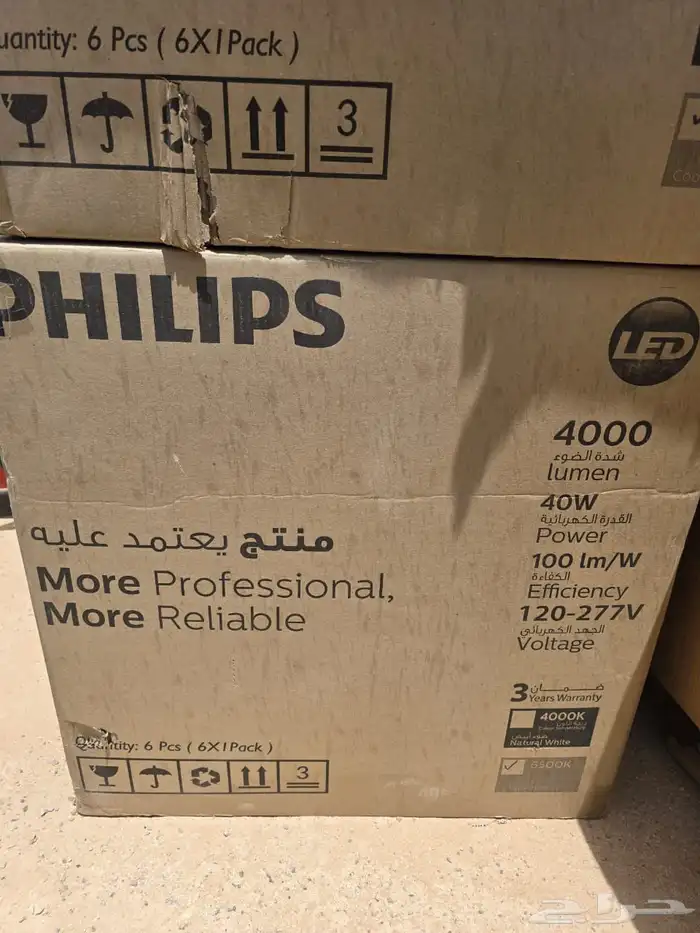 uantity: 6 Pcs ( 6X1Pack )
3
PHILIPS
LED
4000
شدة الضوء
lumen
40W
القدرة الكهربائية
Power
100 lm/W
الكفاءة
Efficiency
120-277V
الجهد الكهربائي
Voltage
منتج يعتمد عليه
More Professional,
More Reliable
3 ضمان
Years Warranty
4000K
Natural White
6500K
Quantity: 6 Pcs ( 6X1Pack )
3
حراج